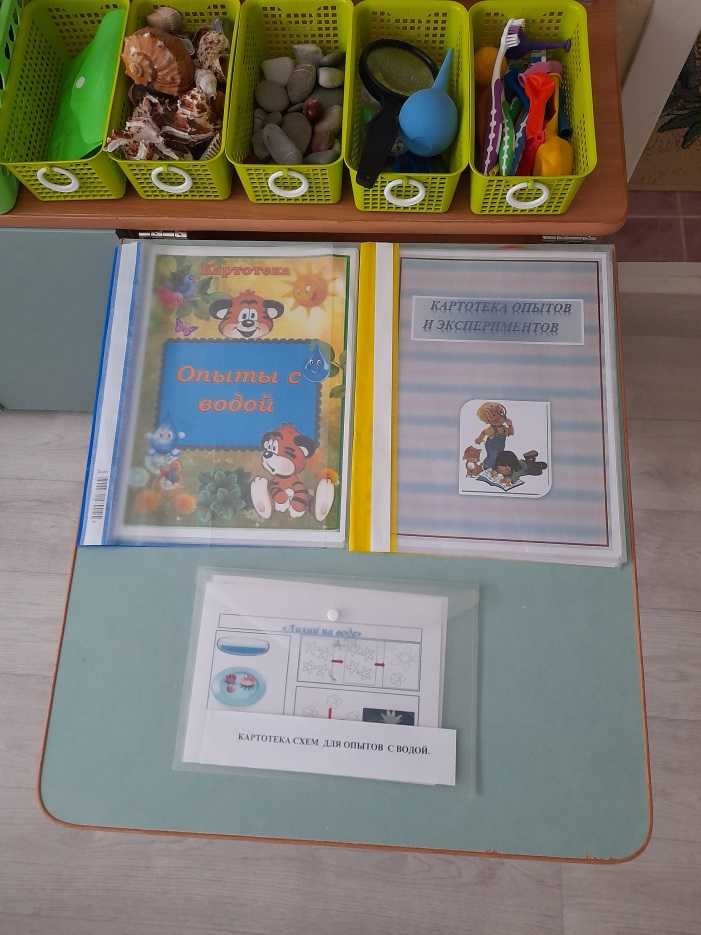 Картотека
Опыты с
водой
КАРТОТЕКА ОПЫТОВ
И ЭКСПЕРИМЕНТОВ
«Лилии на воде»
КАРТОТЕКА СХЕМ ДЛЯ ОПЫТОВ С ВОДОЙ.